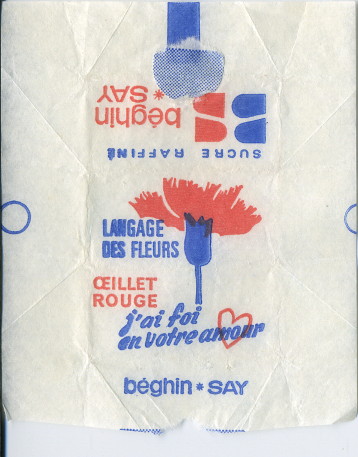 béghin
*SAY
SUCRE RAFFINÉ
LANGAGE
DES FLEURS
ŒILLET
ROUGE
j'ai foi
en votre amour
béghin * SAY